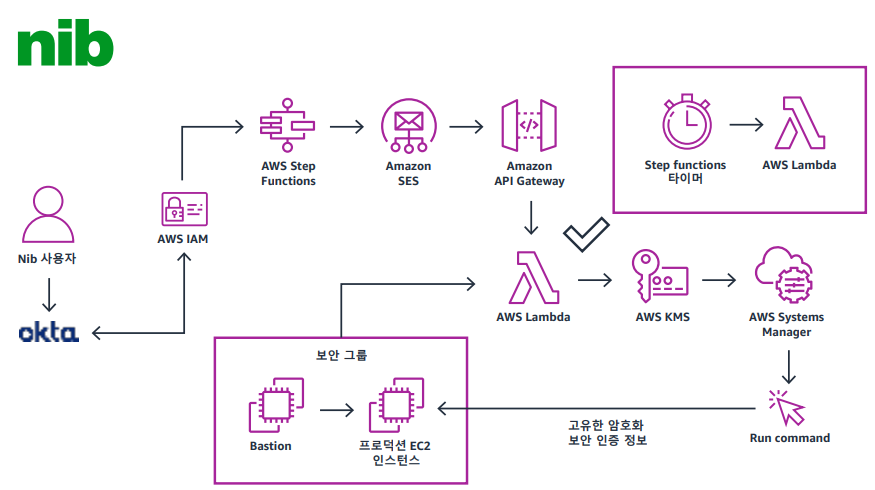 nib
AWS Step
Functions
Amazon
SES
Amazon
API Gateway
Step functions
타이머
AWS Lambda
Nib 사용자
AWS IAM
okta
AWS Lambda
AWS KMS
AWS Systems
Manager
보안 그룹
Bastion
프로덕션 EC2
인스턴스
고유한 암호화
보안 인증 정보
Run command